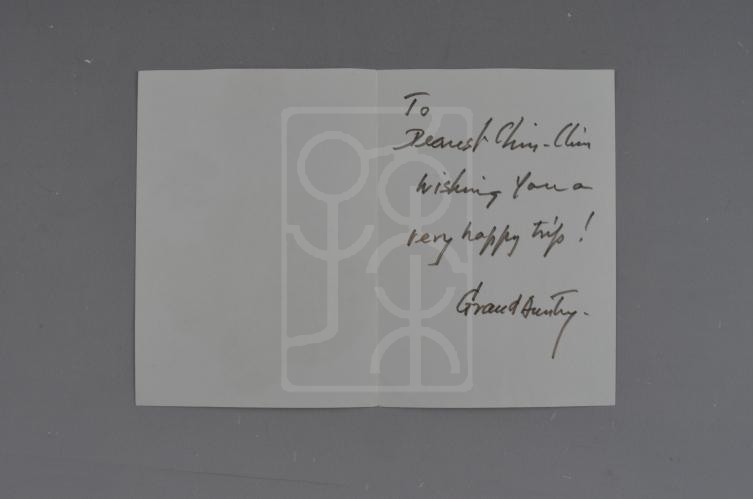 To
Dearest Chin-Chin
Wishing You a
very happy trip!
Grand Aunty.